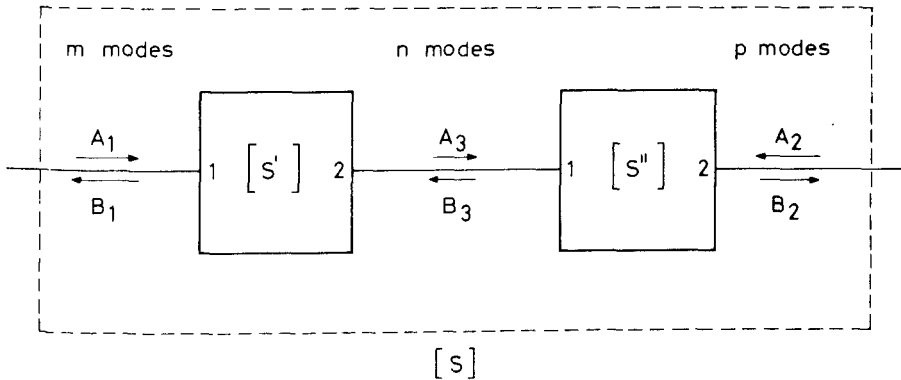 m modes n modes p modes
A₁ A₃ A₂
1 [S'] 2 1 [S''] 2
B₁ B₃ B₂
[S]